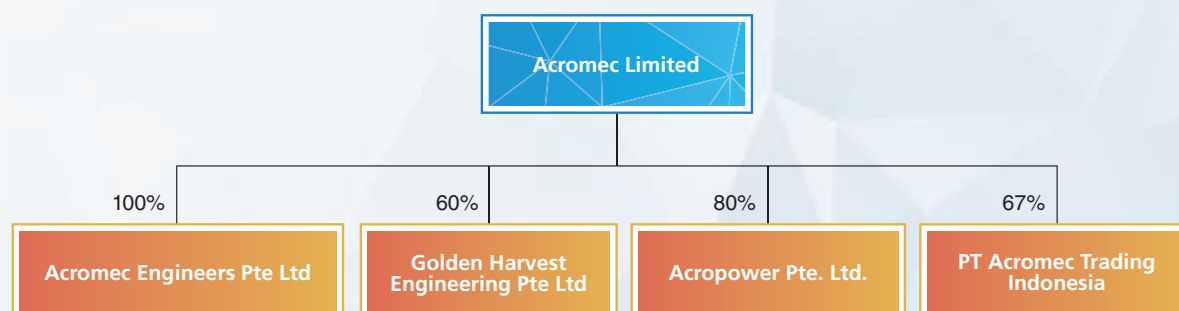 Acromec Limited
100%
60%
80%
67%
Acromec Engineers Pte Ltd
Golden Harvest
Engineering Pte Ltd
Acropower Pte. Ltd.
PT Acromec Trading
Indonesia